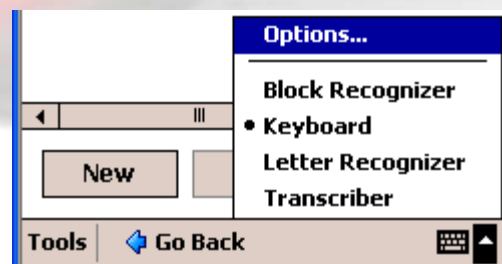 Options...
Block Recognizer
Keyboard
Letter Recognizer
Transcriber
New
Tools
Go Back